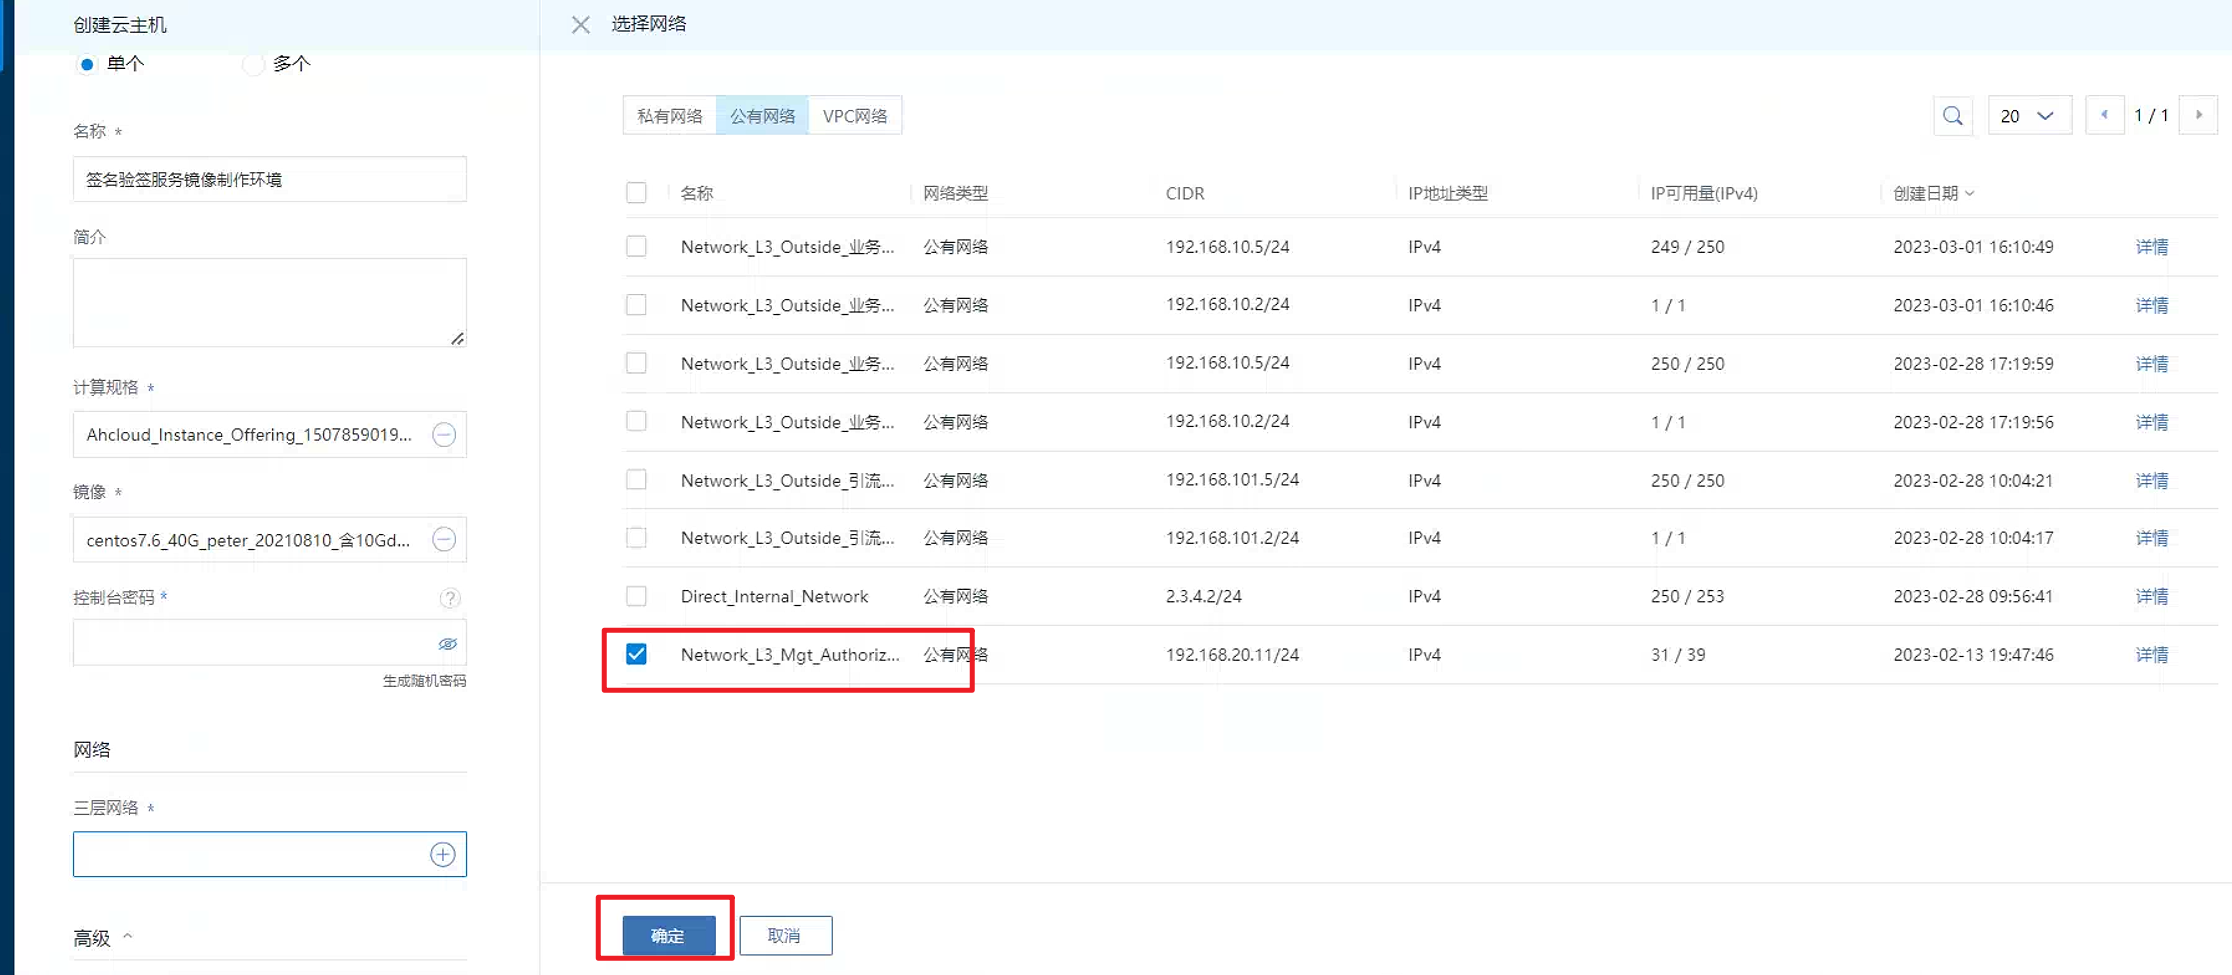 创建云主机
单个 多个
名称 *
签名验签服务镜像制作环境
简介
计算规格 *
Ahcloud_Instance_Offering_1507859019...
镜像 *
centos7.6_40G_peter_20210810_含10Gd...
控制台密码 * ?
生成随机密码
网络
三层网络 *
高级
选择网络
私有网络 公有网络 VPC网络
20 1 / 1
名称 网络类型 CIDR IP地址类型 IP可用量(IPv4) 创建日期
Network_L3_Outside_业务... 公有网络 192.168.10.5/24 IPv4 249 / 250 2023-03-01 16:10:49 详情
Network_L3_Outside_业务... 公有网络 192.168.10.2/24 IPv4 1 / 1 2023-03-01 16:10:46 详情
Network_L3_Outside_业务... 公有网络 192.168.10.5/24 IPv4 250 / 250 2023-02-28 17:19:59 详情
Network_L3_Outside_业务... 公有网络 192.168.10.2/24 IPv4 1 / 1 2023-02-28 17:19:56 详情
Network_L3_Outside_引流... 公有网络 192.168.101.5/24 IPv4 250 / 250 2023-02-28 10:04:21 详情
Network_L3_Outside_引流... 公有网络 192.168.101.2/24 IPv4 1 / 1 2023-02-28 10:04:17 详情
Direct_Internal_Network 公有网络 2.3.4.2/24 IPv4 250 / 253 2023-02-28 09:56:41 详情
Network_L3_Mgt_Authoriz... 公有网络 192.168.20.11/24 IPv4 31 / 39 2023-02-13 19:47:46 详情
确定 取消